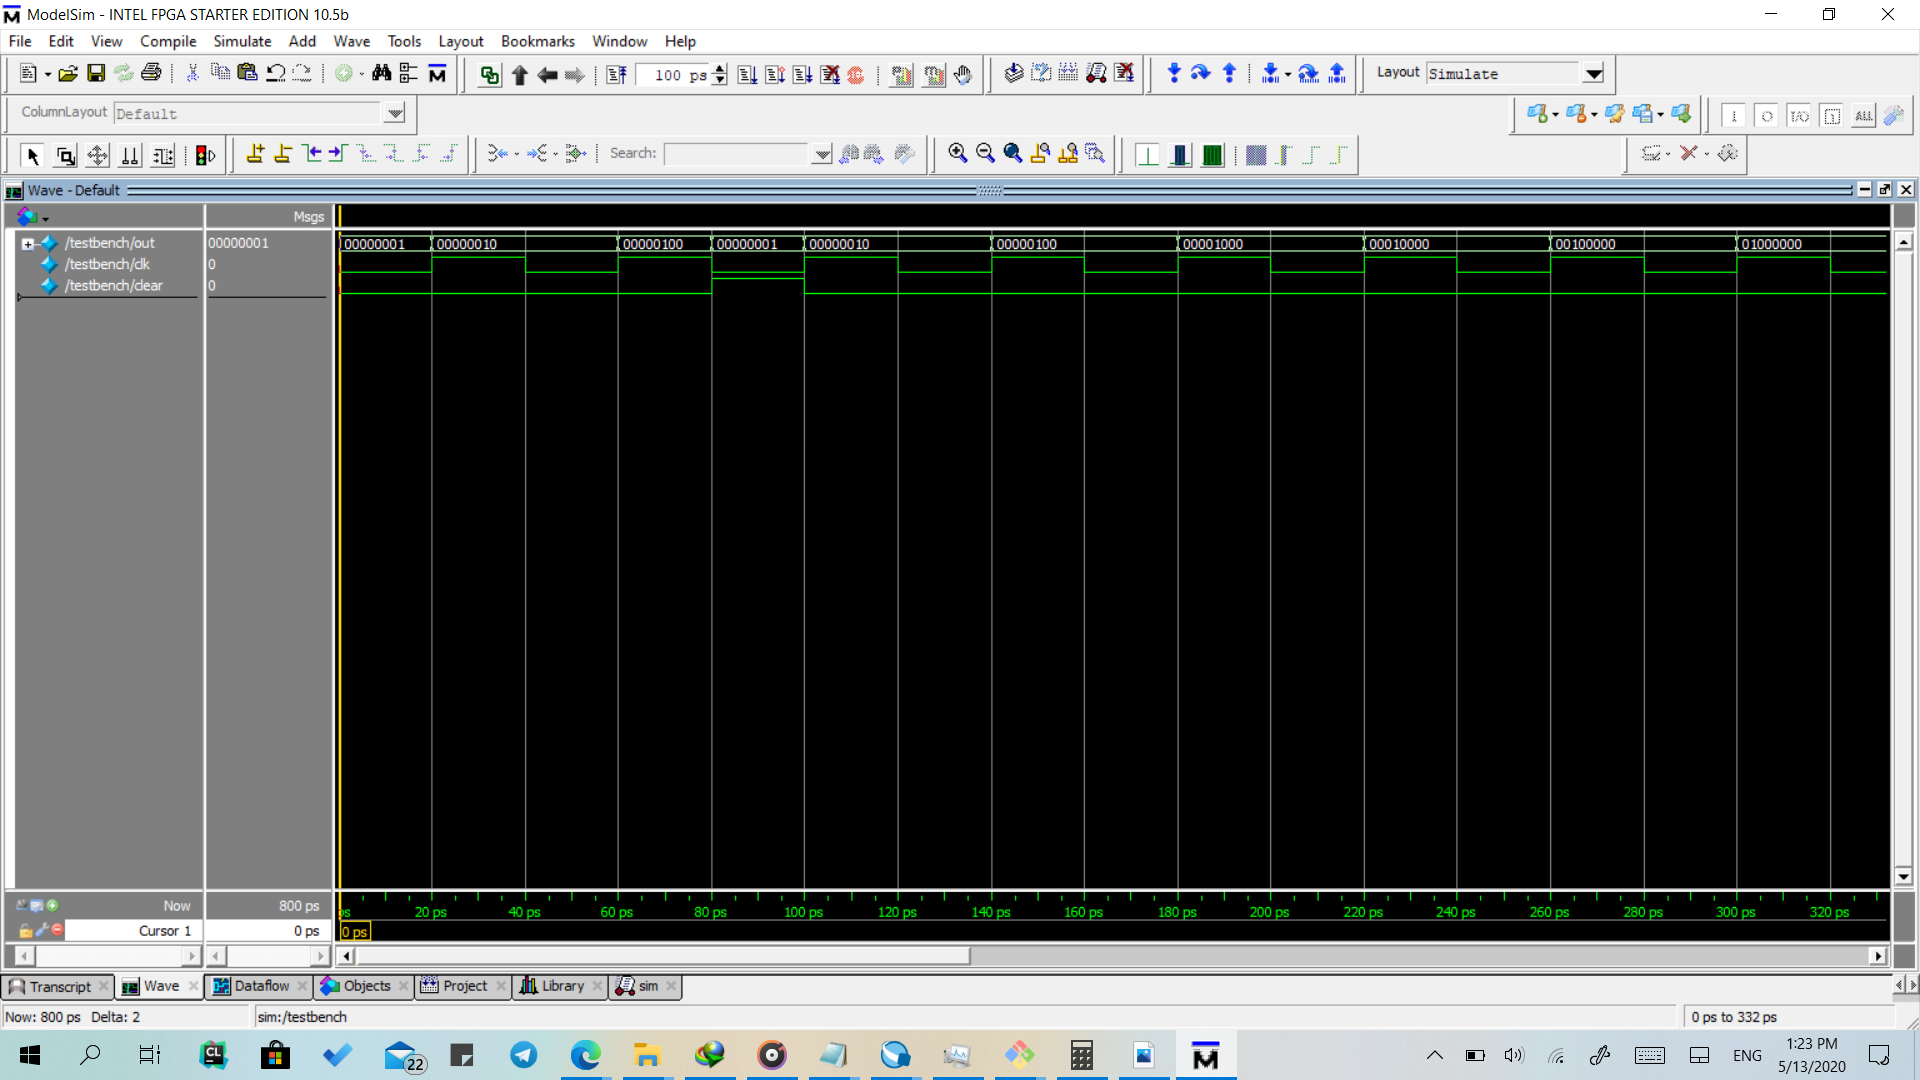 ModelSim - INTEL FPGA STARTER EDITION 10.5b
File Edit View Compile Simulate Add Wave Tools Layout Bookmarks Window Help
100 ps
Layout Simulate
ColumnLayout Default
Search:
Wave - Default
Msgs
/testbench/out 00000001 00000001 00000010 00000100 00000001 00000010 00000100 00001000 00010000 00100000 01000000
/testbench/clk 0
/testbench/clear 0
Now 800 ps 20 ps 40 ps 60 ps 80 ps 100 ps 120 ps 140 ps 160 ps 180 ps 200 ps 220 ps 240 ps 260 ps 280 ps 300 ps 320 ps
Cursor 1 0 ps 0 ps
Transcript Wave Dataflow Objects Project Library sim
Now: 800 ps Delta: 2 sim:/testbench 0 ps to 332 ps
CL 22 ENG 1:23 PM
5/13/2020